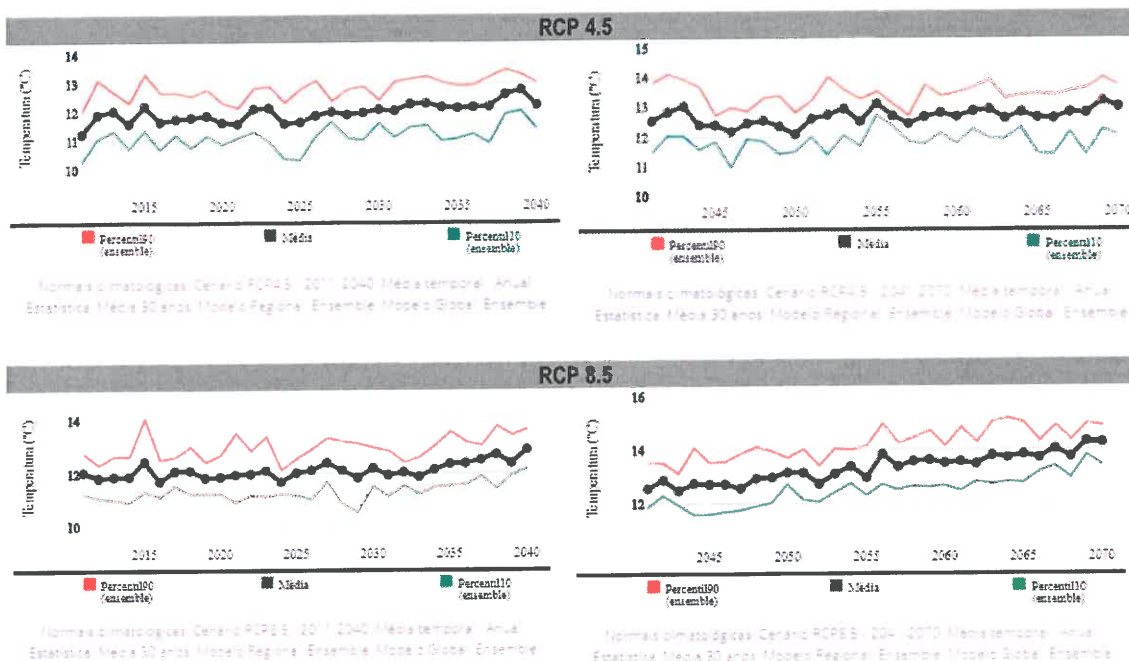 RCP 4.5
Temperatura (°C)
14
13
12
11
10
2015
2020
2025
2030
2035
2040
Percentil90
(ensemble)
Média
Percentil10
(ensemble)
Normais climatológicas: Cenário RCP4.5 - 2011-2040 Média temporal: Anual
Estatística: Média 30 anos Modelo Regional: Ensemble Modelo Global: Ensemble
Temperatura (°C)
15
14
13
12
11
10
2045
2050
2055
2060
2065
2070
Percentil90
(ensemble)
Média
Percentil10
(ensemble)
Normais climatológicas: Cenário RCP4.5 - 2041-2070 Média temporal: Anual
Estatística: Média 30 anos Modelo Regional: Ensemble Modelo Global: Ensemble
RCP 8.5
Temperatura (°C)
14
12
10
2015
2020
2025
2030
2035
2040
Percentil90
(ensemble)
Média
Percentil10
(ensemble)
Normais climatológicas: Cenário RCP8.5 - 2011-2040 Média temporal: Anual
Estatística: Média 30 anos Modelo Regional: Ensemble Modelo Global: Ensemble
Temperatura (°C)
16
14
12
2045
2050
2055
2060
2065
2070
Percentil90
(ensemble)
Média
Percentil10
(ensemble)
Normais climatológicas: Cenário RCP8.5 - 2041-2070 Média temporal: Anual
Estatística: Média 30 anos Modelo Regional: Ensemble Modelo Global: Ensemble